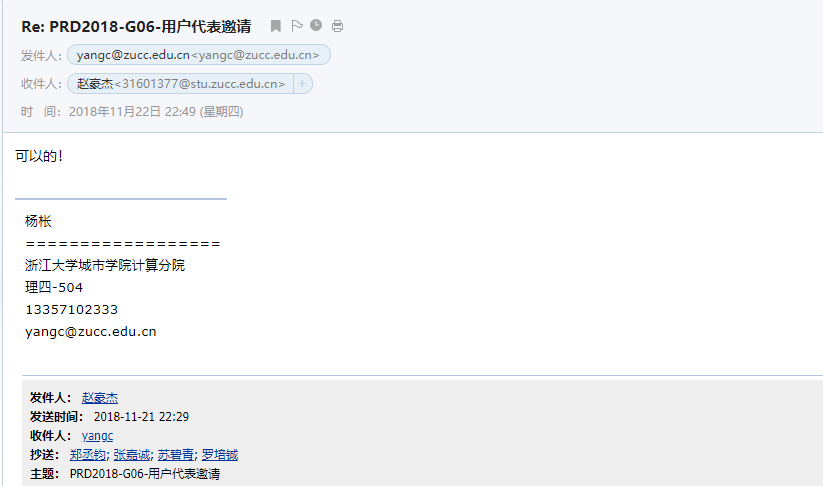 Re: PRD2018-G06-用户代表邀请
发件人: yangc@zucc.edu.cn<yangc@zucc.edu.cn>
收件人: 赵豪杰<31601377@stu.zucc.edu.cn> +
时 间: 2018年11月22日 22:49 (星期四)
可以的!
杨枨
==================
浙江大学城市学院计算分院
理四-504
13357102333
yangc@zucc.edu.cn
发件人: 赵豪杰
发送时间: 2018-11-21 22:29
收件人: yangc
抄送: 郑丞钧; 张嘉诚; 苏碧青; 罗培铖
主题: PRD2018-G06-用户代表邀请